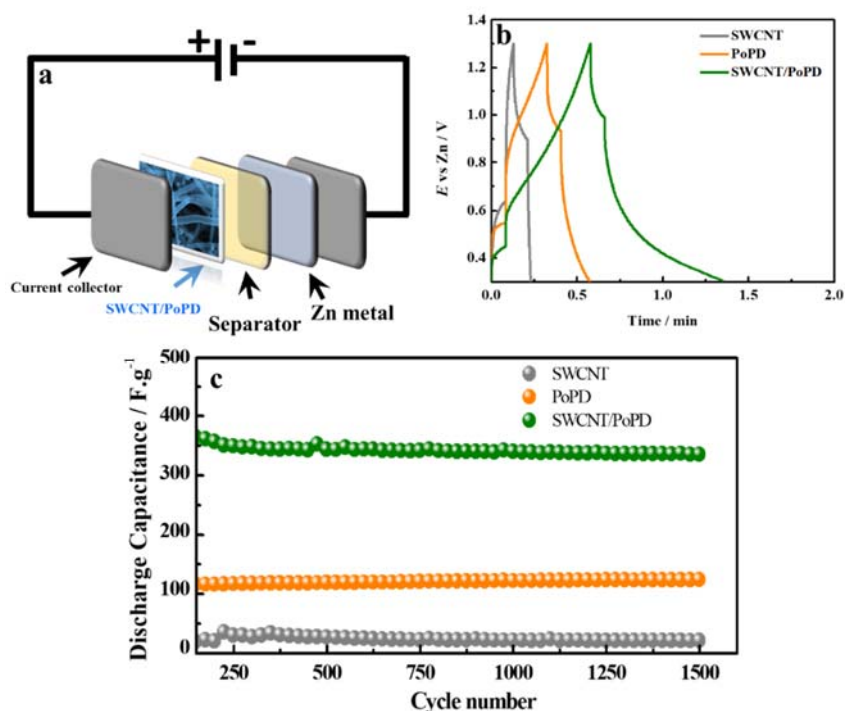 a
+ -
Current collector
SWCNT/PoPD
Separator
Zn metal
b
SWCNT
PoPD
SWCNT/PoPD
E vs Zn / V
1.4
1.2
1.0
0.8
0.6
0.4
0.0 0.5 1.0 1.5 2.0
Time / min
c
SWCNT
PoPD
SWCNT/PoPD
Discharge Capacitance / F.g⁻¹
500
400
300
200
100
0
250 500 750 1000 1250 1500
Cycle number